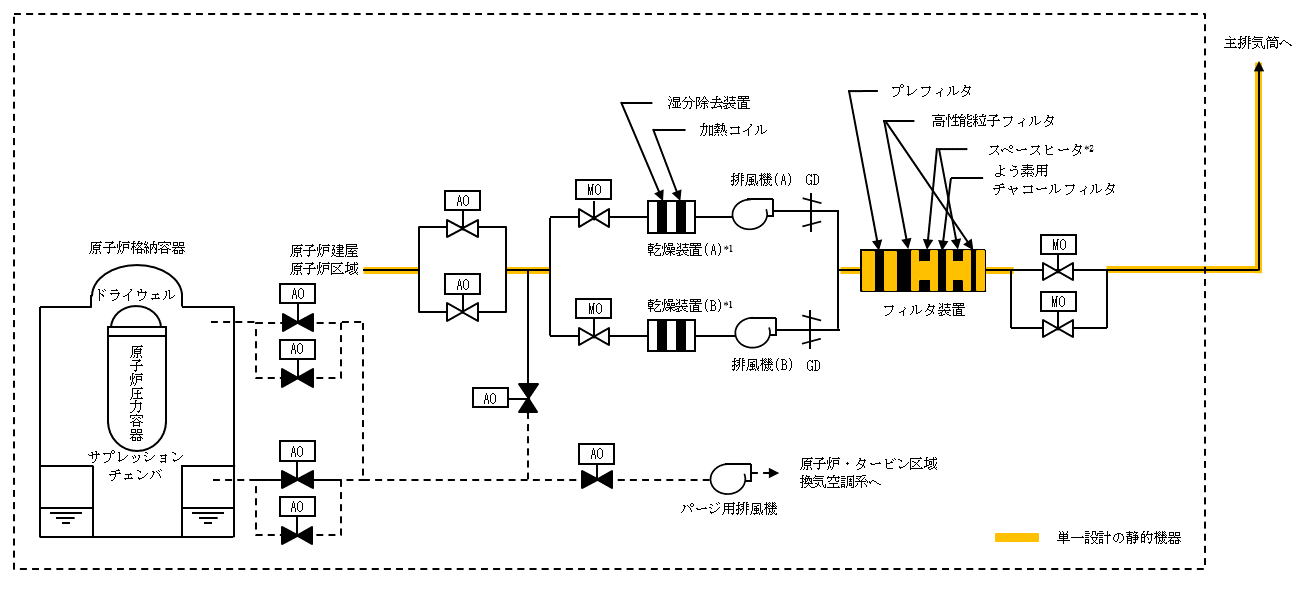 主排気筒へ
プレフィルタ
湿分除去装置
高性能粒子フィルタ
加熱コイル
スペースヒータ*2
よう素用
チャコールフィルタ
排風機(A)
GD
MO
AO
乾燥装置(A)*1
原子炉格納容器
原子炉建屋
原子炉区域
MO
AO
AO
ドライウェル
MO
乾燥装置(B)*1
MO
フィルタ装置
AO
原子炉圧力容器
排風機(B)
GD
AO
サプレッション
チェンバ
AO
AO
原子炉・タービン区域
換気空調系へ
AO
パージ用排風機
単一設計の静的機器